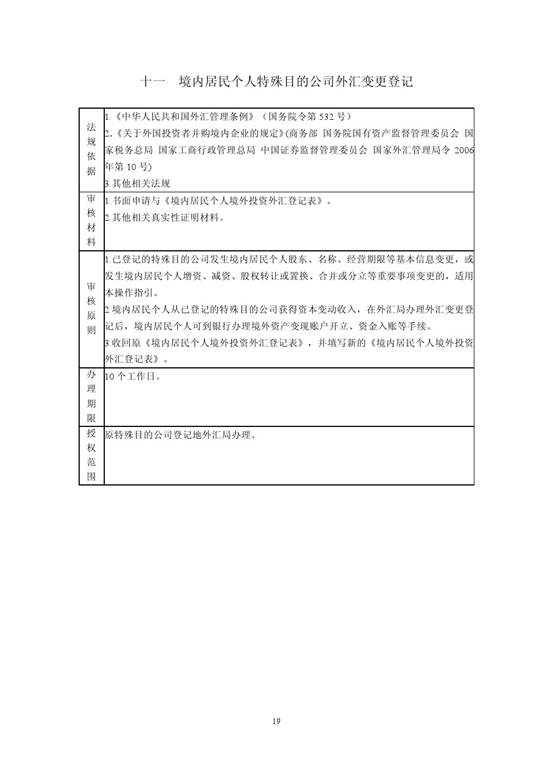 十一 境内居民个人特殊目的公司外汇变更登记
法规依据
1.《中华人民共和国外汇管理条例》（国务院令第 532 号）
2.《关于外国投资者并购境内企业的规定》(商务部 国务院国有资产监督管理委员会 国
家税务总局 国家工商行政管理总局 中国证券监督管理委员会 国家外汇管理局令 2006
年第 10 号)
3.其他相关法规
审核材料
1.书面申请与《境内居民个人境外投资外汇登记表》。
2.其他相关真实性证明材料。
审核原则
1.已登记的特殊目的公司发生境内居民个人股东、名称、经营期限等基本信息变更，或
发生境内居民个人增资、减资、股权转让或置换、合并或分立等重要事项变更的，适用
本操作指引。
2.境内居民个人从已登记的特殊目的公司获得资本变动收入，在外汇局办理外汇变更登
记后，境内居民个人可到银行办理境外资产变现账户开立、资金入账等手续。
3.收回原《境内居民个人境外投资外汇登记表》，并填写新的《境内居民个人境外投资
外汇登记表》。
办理期限
10 个工作日。
授权范围
原特殊目的公司登记地外汇局办理。
19